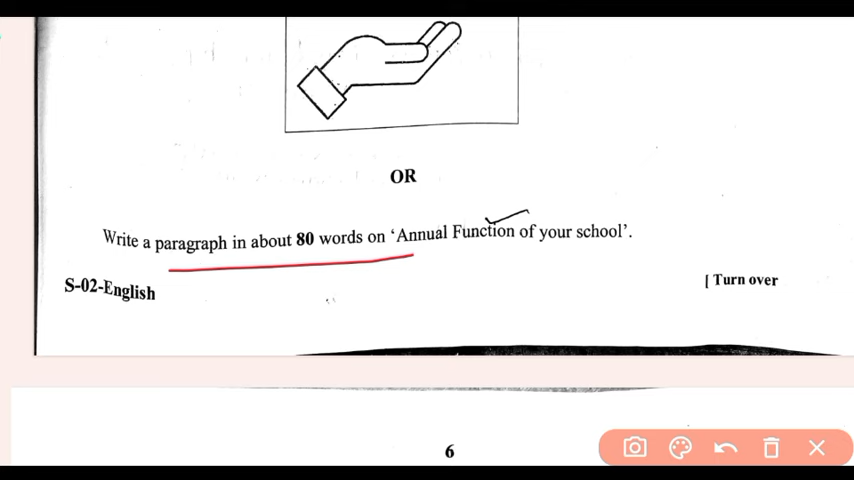 OR
Write a paragraph in about 80 words on ‘Annual Function of your school’.
S-02-English
[ Turn over
6